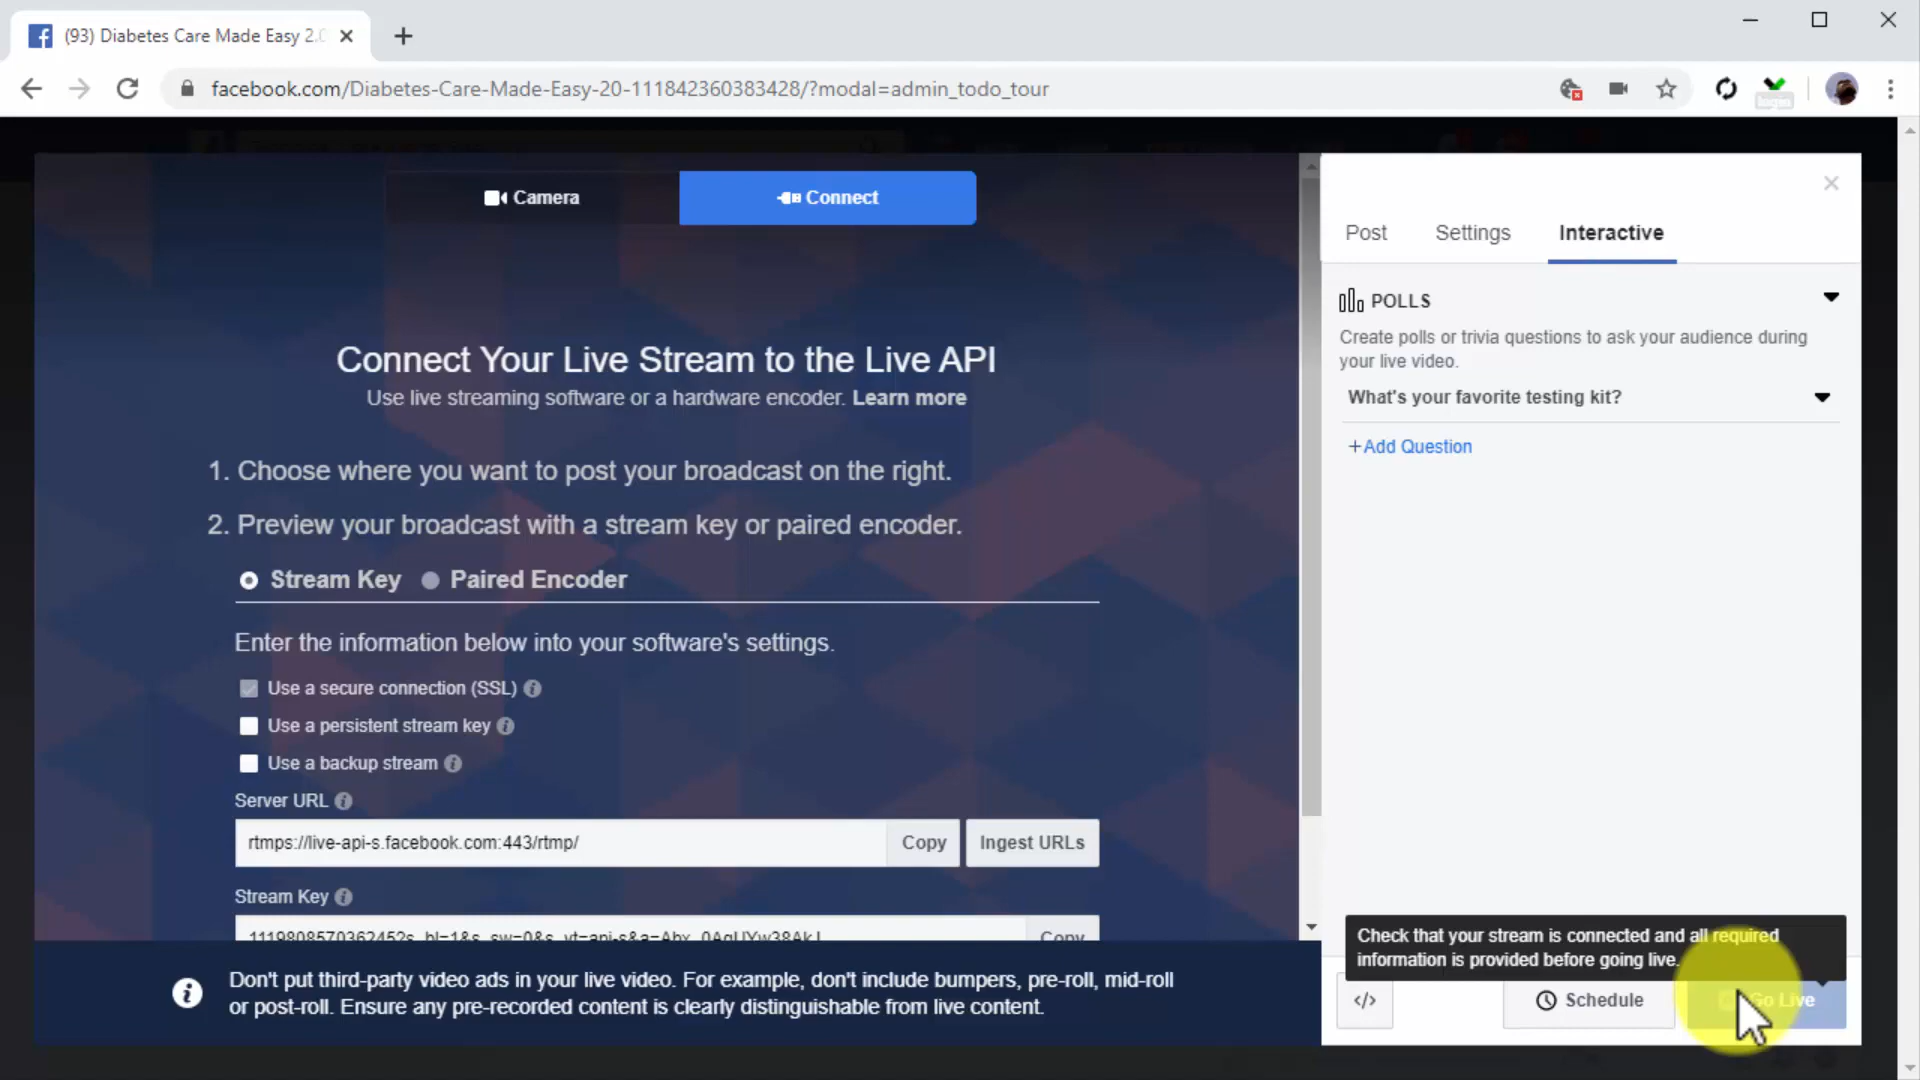 (93) Diabetes Care Made Easy 2.0
facebook.com/Diabetes-Care-Made-Easy-20-111842360383428/?modal=admin_todo_tour
login
Camera
Connect
Connect Your Live Stream to the Live API
Use live streaming software or a hardware encoder. Learn more
1. Choose where you want to post your broadcast on the right.
2. Preview your broadcast with a stream key or paired encoder.
Stream Key
Paired Encoder
Enter the information below into your software's settings.
Use a secure connection (SSL)
Use a persistent stream key
Use a backup stream
Server URL
rtmps://live-api-s.facebook.com:443/rtmp/
Copy
Ingest URLs
Stream Key
Copy
Don't put third-party video ads in your live video. For example, don't include bumpers, pre-roll, mid-roll
or post-roll. Ensure any pre-recorded content is clearly distinguishable from live content.
Post
Settings
Interactive
POLLS
Create polls or trivia questions to ask your audience during
your live video.
What's your favorite testing kit?
+Add Question
Check that your stream is connected and all required
information is provided before going live.
</>
Schedule
Go Live